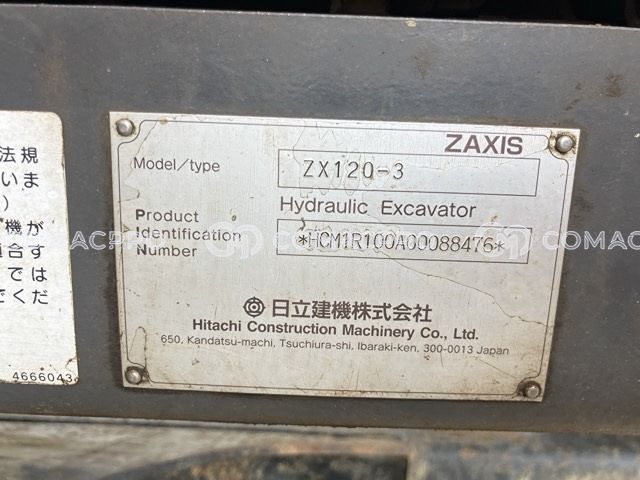 ZAXIS
Model/type ZX120-3
Hydraulic Excavator
Product
Identification
Number
*HCM1R100A00088476*
日立建機株式会社
Hitachi Construction Machinery Co., Ltd.
650, Kandatsu-machi, Tsuchiura-shi, Ibaraki-ken, 300-0013 Japan
法規
いま
)
機が
適合す
では
でくだ
4666043
COMACPRO